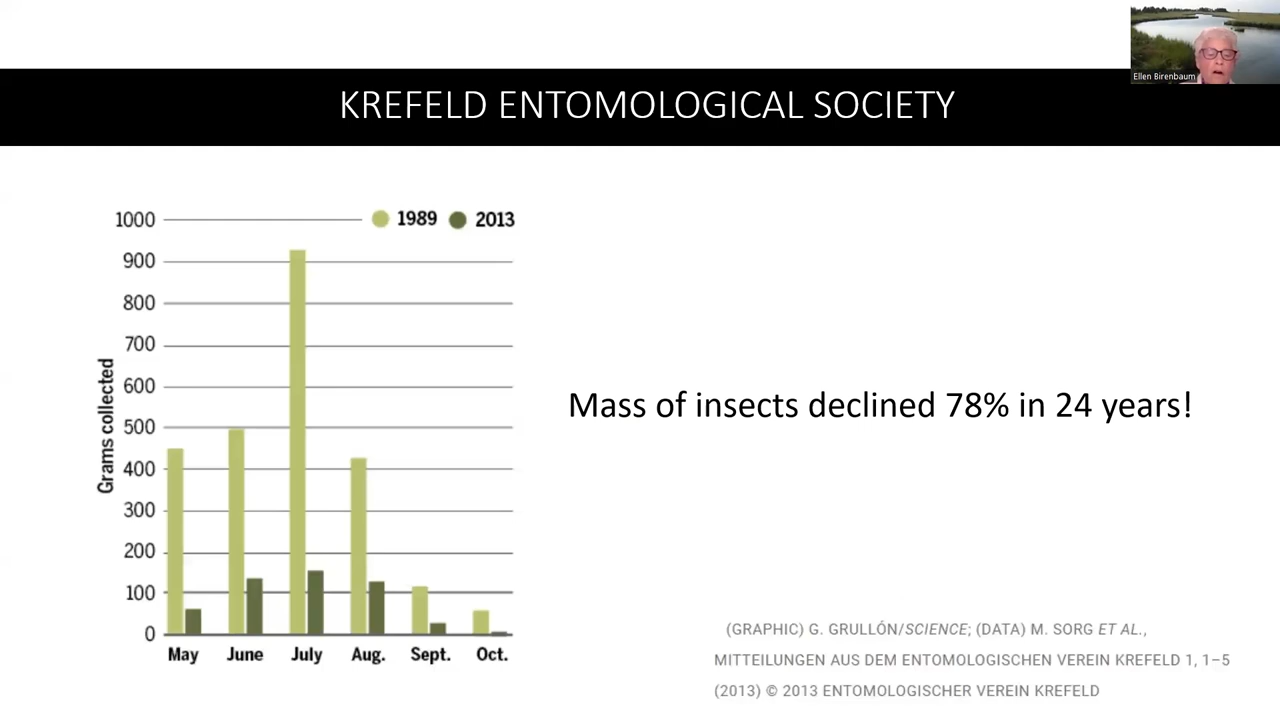 Ellen Birenbaum
KREFELD ENTOMOLOGICAL SOCIETY
1989 2013
1000
900
800
700
600
500
400
300
200
100
0
Grams collected
May June July Aug. Sept. Oct.
Mass of insects declined 78% in 24 years!
(GRAPHIC) G. GRULLÓN/SCIENCE; (DATA) M. SORG ET AL.,
MITTEILUNGEN AUS DEM ENTOMOLOGISCHEN VEREIN KREFELD 1, 1–5
(2013) © 2013 ENTOMOLOGISCHER VEREIN KREFELD